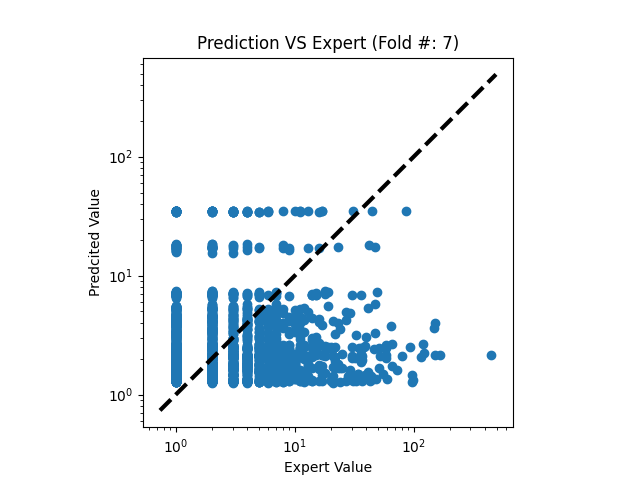 Prediction VS Expert (Fold #: 7)
Predcited Value
10²
10¹
10⁰
10⁰ 10¹ 10²
Expert Value